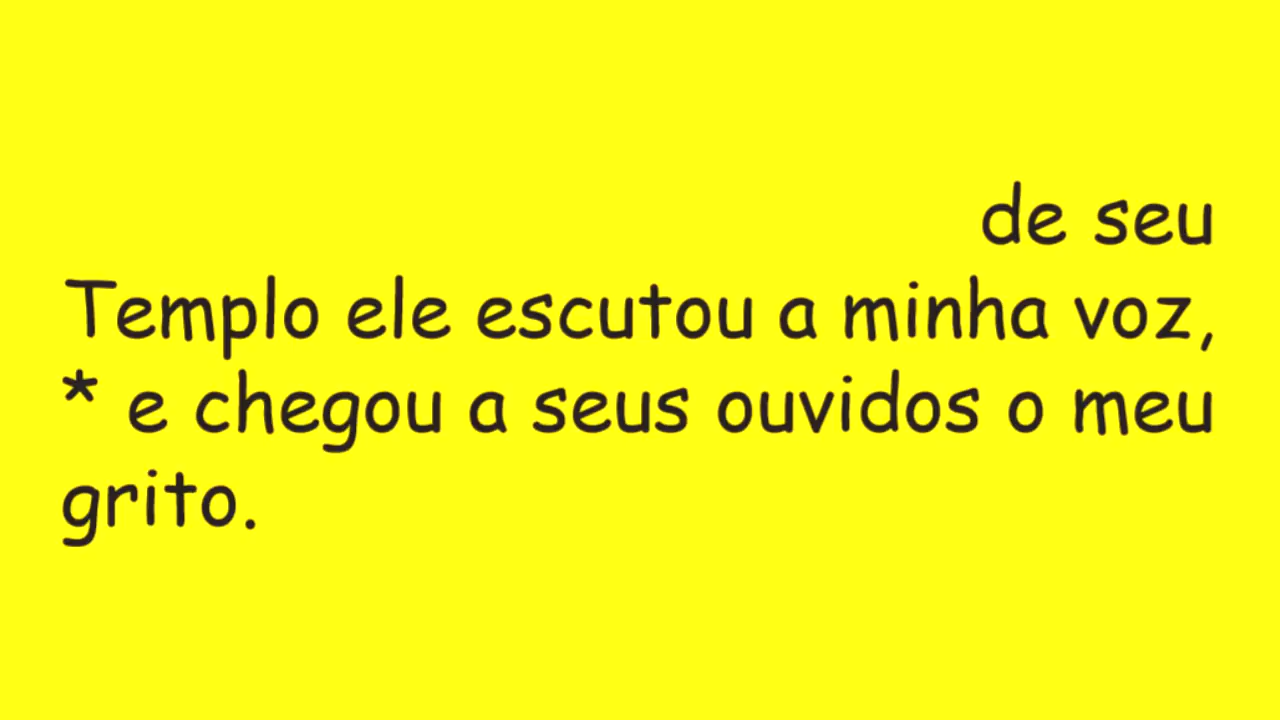 de seu
Templo ele escutou a minha voz,
* e chegou a seus ouvidos o meu
grito.